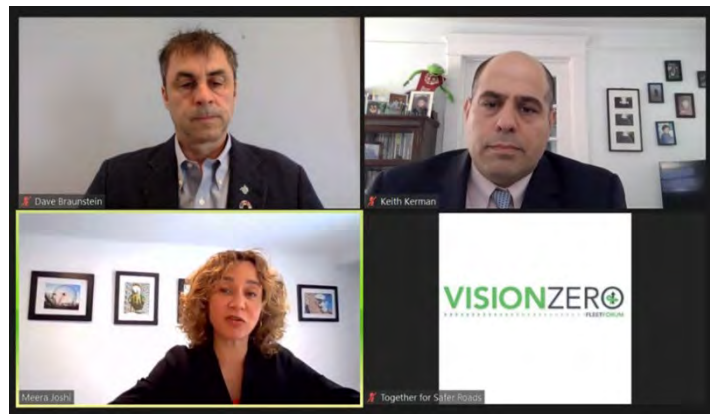 Dave Braunstein
Keith Kerman
Meera Joshi
VISIONZERO
FLEETFORUM
Together for Safer Roads